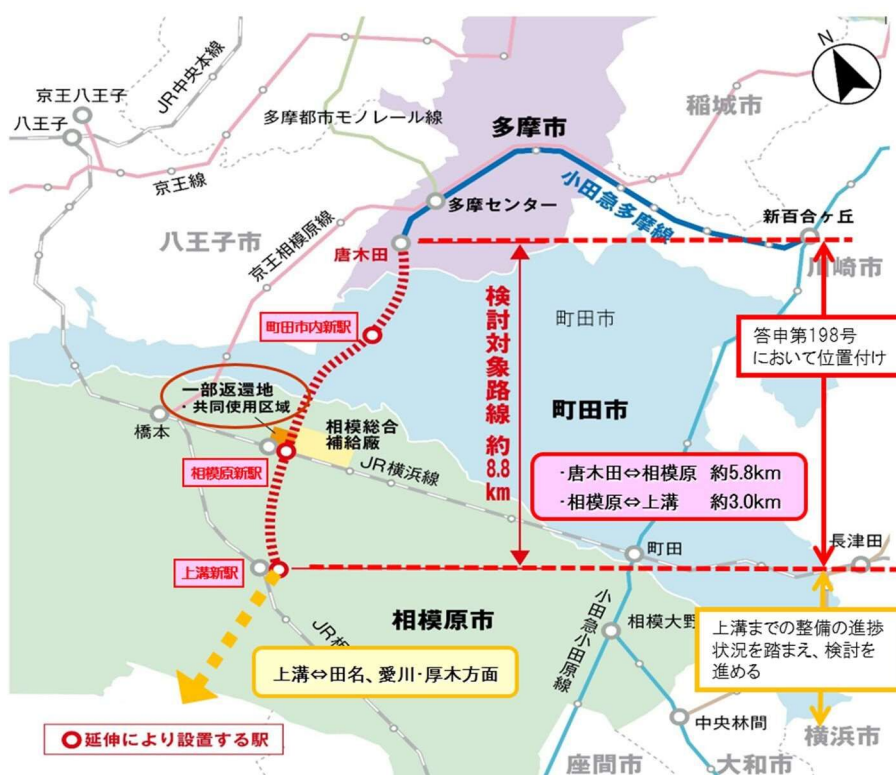 N
JR中央本線
京王八王子
八王子
多摩都市モノレール線
多摩市
稲城市
京王線
小田急多摩線
多摩センター
新百合ヶ丘
八王子市
京王相模原線
唐木田
川崎市
町田市内新駅
検討対象路線 約8.8km
町田市
答申第198号
において位置付け
一部返還地
・共同使用区域
町田市
橋本
相模総合
補給廠
相模原新駅
JR横浜線
・唐木田⇔相模原 約5.8km
・相模原⇔上溝 約3.0km
町田
長津田
上溝新駅
相模原市
小田急小田原線
相模大野
上溝までの整備の進捗
状況を踏まえ、検討を
進める
JR相
上溝⇔田名、愛川・厚木方面
延伸により設置する駅
中央林間
横浜市
座間市
大和市